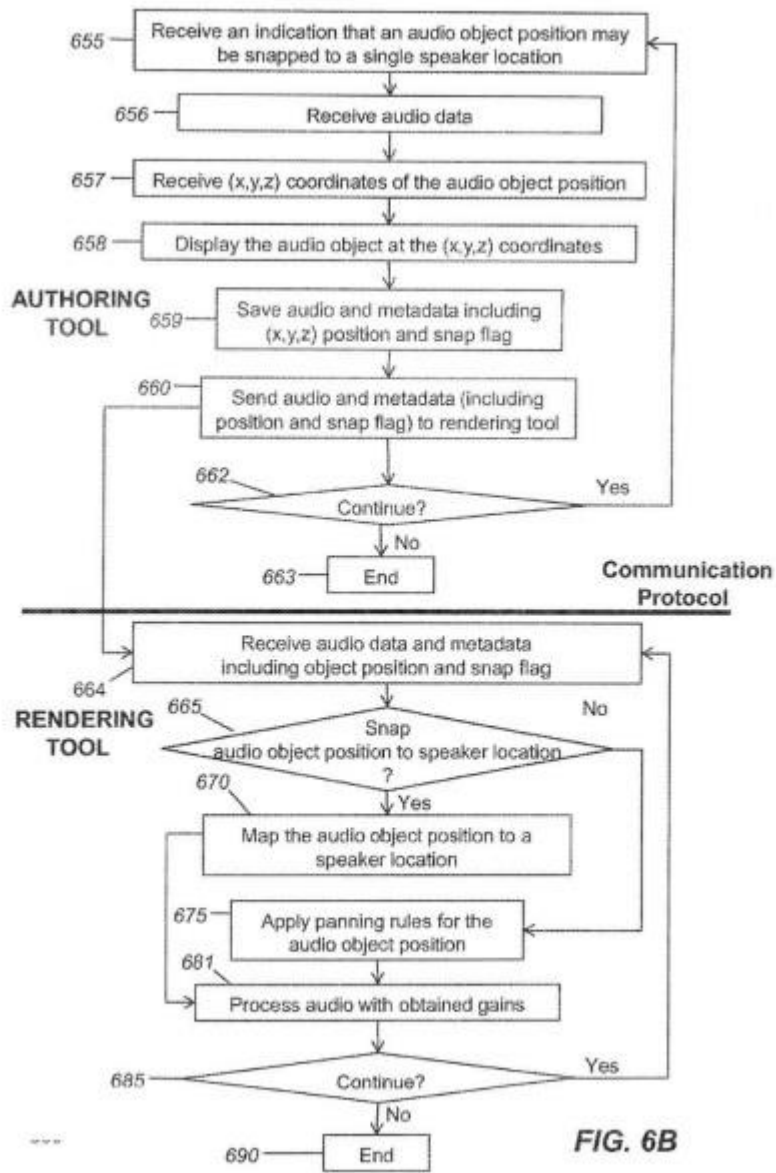 655
Receive an indication that an audio object position may
be snapped to a single speaker location
656
Receive audio data
657
Receive (x,y,z) coordinates of the audio object position
658
Display the audio object at the (x,y,z) coordinates
AUTHORING
TOOL
659
Save audio and metadata including
(x,y,z) position and snap flag
660
Send audio and metadata (including
position and snap flag) to rendering tool
662
Continue?
Yes
No
663
End
Communication
Protocol
Receive audio data and metadata
including object position and snap flag
664
RENDERING
TOOL
665
No
Snap
audio object position to speaker location
?
670
Yes
Map the audio object position to a
speaker location
675
Apply panning rules for the
audio object position
681
Process audio with obtained gains
685
Continue?
Yes
No
690
End
FIG. 6B